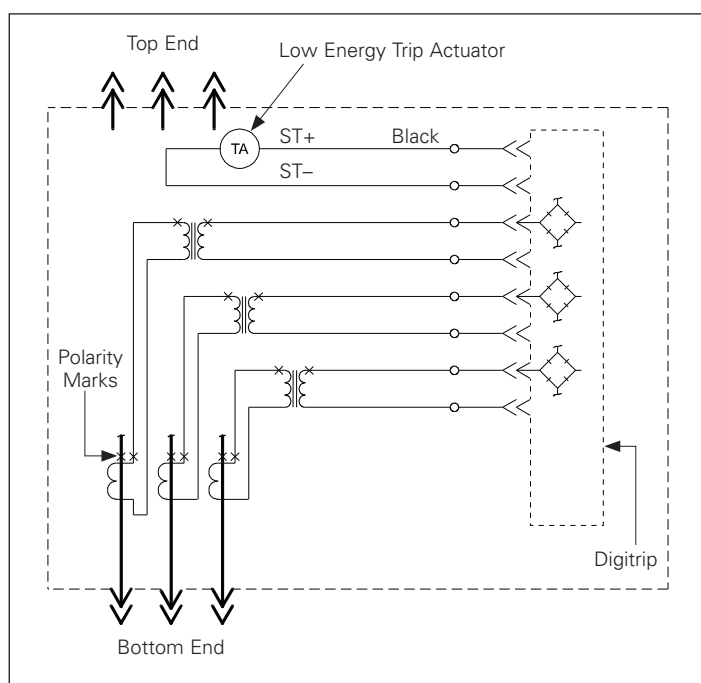 Top End
Low Energy Trip Actuator
TA
ST+
Black
ST–
Polarity
Marks
Digitrip
Bottom End